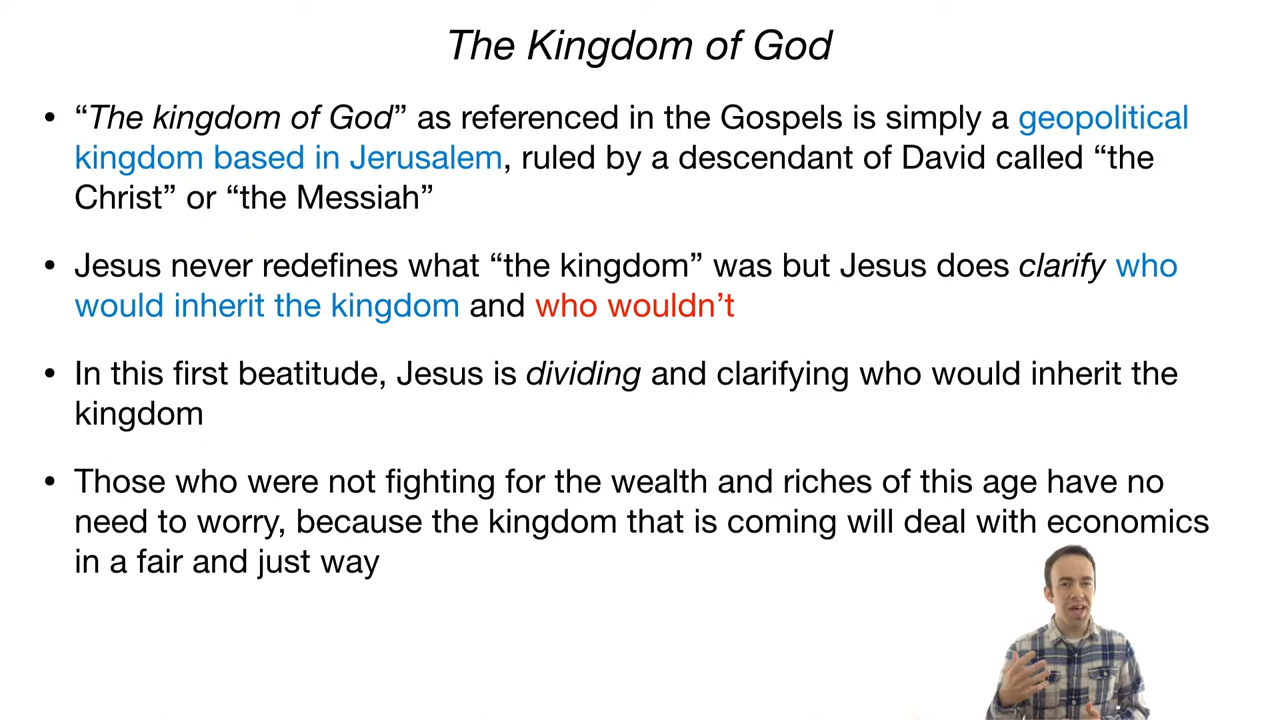 The Kingdom of God
• “The kingdom of God” as referenced in the Gospels is simply a geopolitical
kingdom based in Jerusalem, ruled by a descendant of David called “the
Christ” or “the Messiah”
• Jesus never redefines what “the kingdom” was but Jesus does clarify who
would inherit the kingdom and who wouldn’t
• In this first beatitude, Jesus is dividing and clarifying who would inherit the
kingdom
• Those who were not fighting for the wealth and riches of this age have no
need to worry, because the kingdom that is coming will deal with economics
in a fair and just way